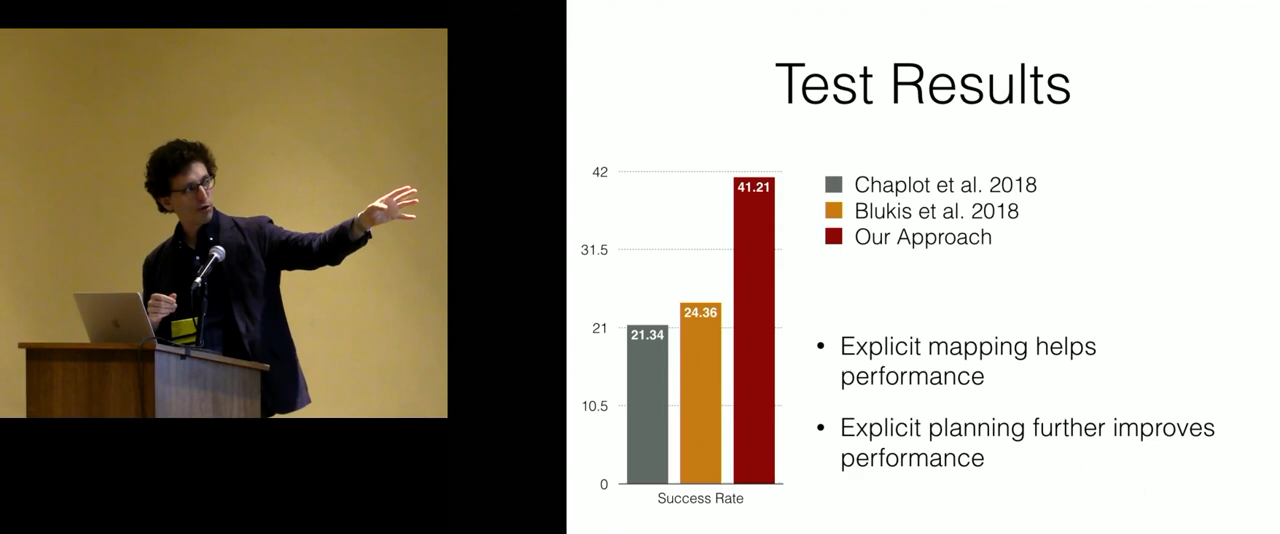 Test Results
42
31.5
21
10.5
0
21.34
24.36
41.21
Success Rate
Chaplot et al. 2018
Blukis et al. 2018
Our Approach
• Explicit mapping helps
performance
• Explicit planning further improves
performance